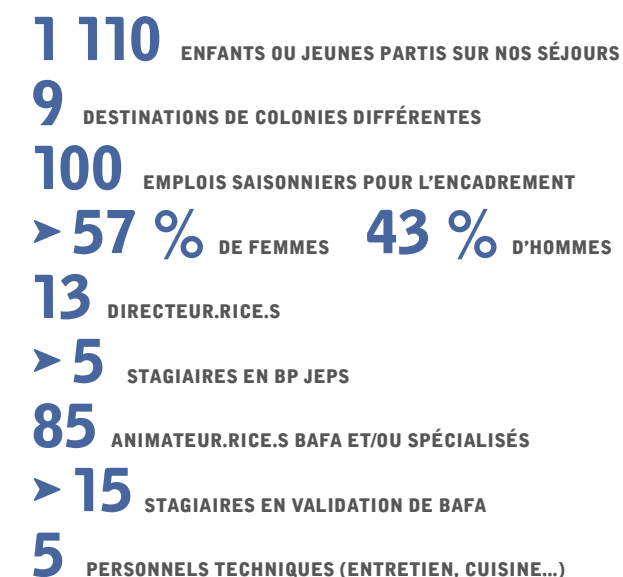 1 110 ENFANTS OU JEUNES PARTIS SUR NOS SÉJOURS
9 DESTINATIONS DE COLONIES DIFFÉRENTES
100 EMPLOIS SAISONNIERS POUR L'ENCADREMENT
➤ 57 % DE FEMMES 43 % D'HOMMES
13 DIRECTEUR.RICE.S
➤ 5 STAGIAIRES EN BP JEPS
85 ANIMATEUR.RICE.S BAFA ET/OU SPÉCIALISÉS
➤ 15 STAGIAIRES EN VALIDATION DE BAFA
5 PERSONNELS TECHNIQUES (ENTRETIEN, CUISINE...)